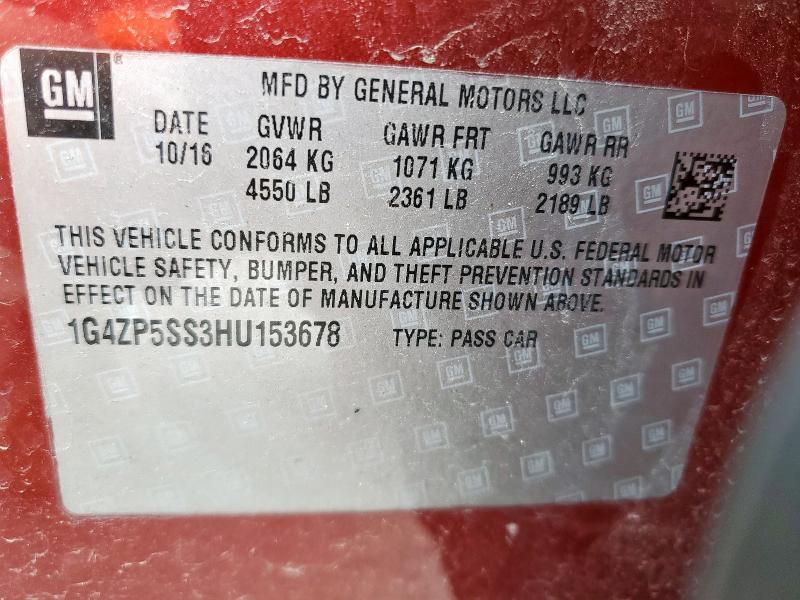 GM
MFD BY GENERAL MOTORS LLC
DATE GVWR GAWR FRT GAWR RR
10/16 2064 KG 1071 KG 993 KG
4550 LB 2361 LB 2189 LB
THIS VEHICLE CONFORMS TO ALL APPLICABLE U.S. FEDERAL MOTOR
VEHICLE SAFETY, BUMPER, AND THEFT PREVENTION STANDARDS IN
EFFECT ON THE DATE OF MANUFACTURE SHOWN ABOVE.
1G4ZP5SS3HU153678 TYPE: PASS CAR